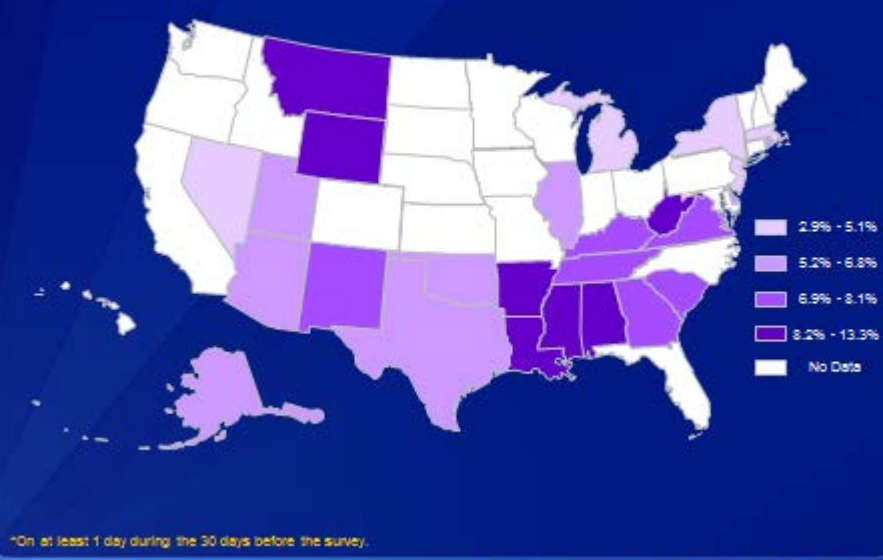 2.9% - 5.1%
5.2% - 6.8%
6.9% - 8.1%
8.2% - 13.3%
No Data
*On at least 1 day during the 30 days before the survey.